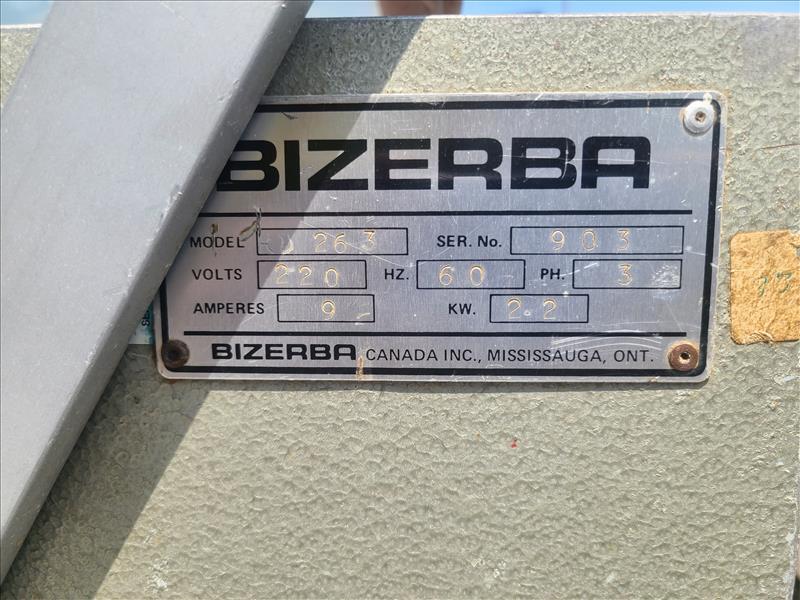 BIZERBA
MODEL 263 SER. No. 903
VOLTS 220 HZ. 60 PH. 3
AMPERES 9 KW. 2.2
BIZERBA CANADA INC., MISSISSAUGA, ONT.